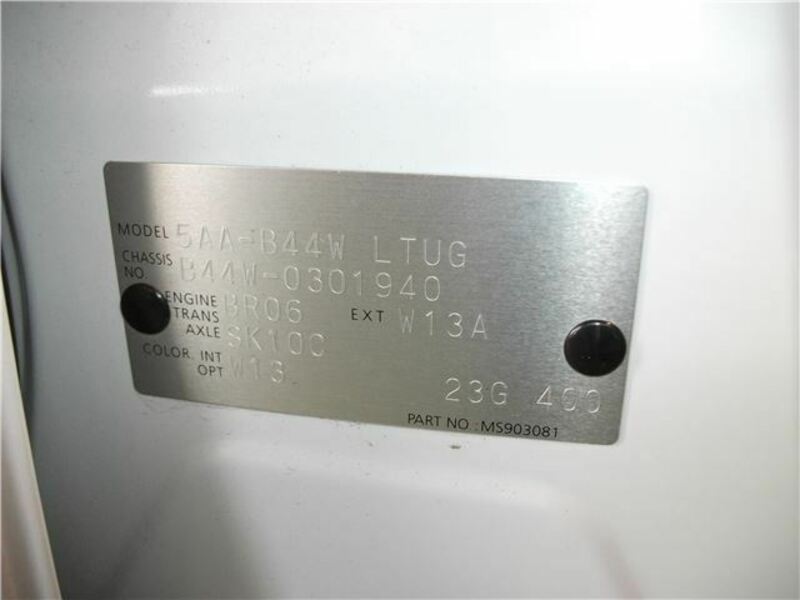 MODEL 5AA-B44W LTUG
CHASSIS NO. B44W-0301940
ENGINE BR06 EXT W13A
TRANS AXLE SK10C
COLOR. INT
OPT W13
23G 400
PART NO : MS903081